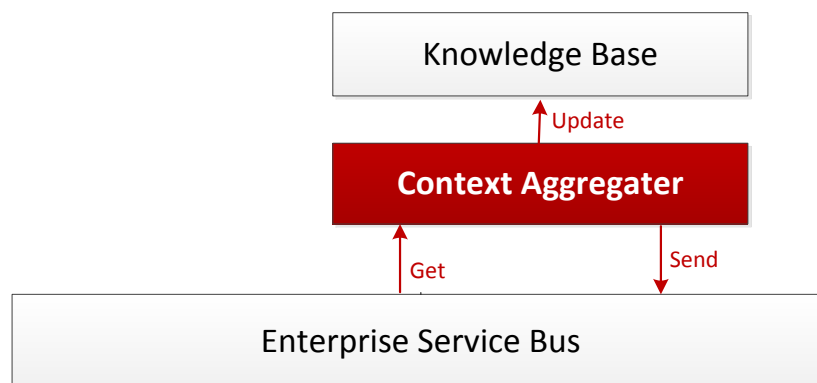 Knowledge Base
Update
Context Aggregater
Get
Send
Enterprise Service Bus